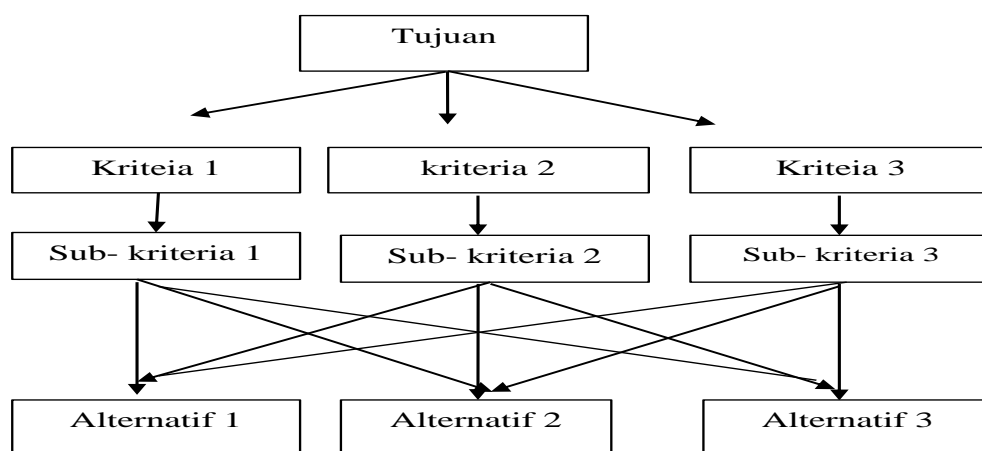 Tujuan
Kriteia 1
kriteria 2
Kriteia 3
Sub- kriteria 1
Sub- kriteria 2
Sub- kriteria 3
Alternatif 1
Alternatif 2
Alternatif 3